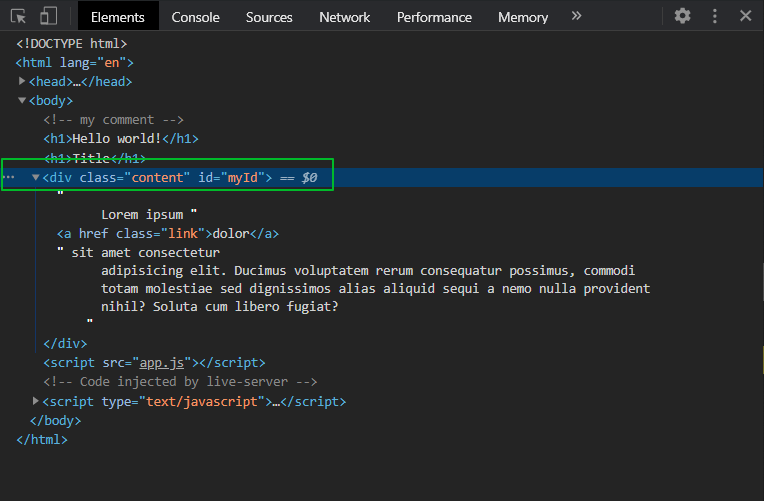 Elements Console Sources Network Performance Memory »
<!DOCTYPE html>
<html lang="en">
<head>…</head>
<body>
<!-- my comment -->
<h1>Hello world!</h1>
<h1>Title</h1>
… <div class="content" id="myId"> == $0
"
Lorem ipsum "
<a href class="link">dolor</a>
" sit amet consectetur
adipisicing elit. Ducimus voluptatem rerum consequatur possimus, commodi
totam molestiae sed dignissimos alias aliquid sequi a nemo nulla provident
nihil? Soluta cum libero fugiat?
"
</div>
<script src="app.js"></script>
<!-- Code injected by live-server -->
<script type="text/javascript">…</script>
</body>
</html>